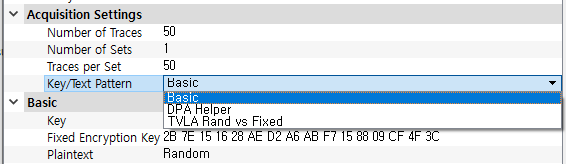 Acquisition Settings
Number of Traces 50
Number of Sets 1
Traces per Set 50
Key/Text Pattern Basic
Basic
DPA Helper
TVLA Rand vs Fixed
Basic
Key
Fixed Encryption Key 2B 7E 15 16 28 AE D2 A6 AB F7 15 88 09 CF 4F 3C
Plaintext Random